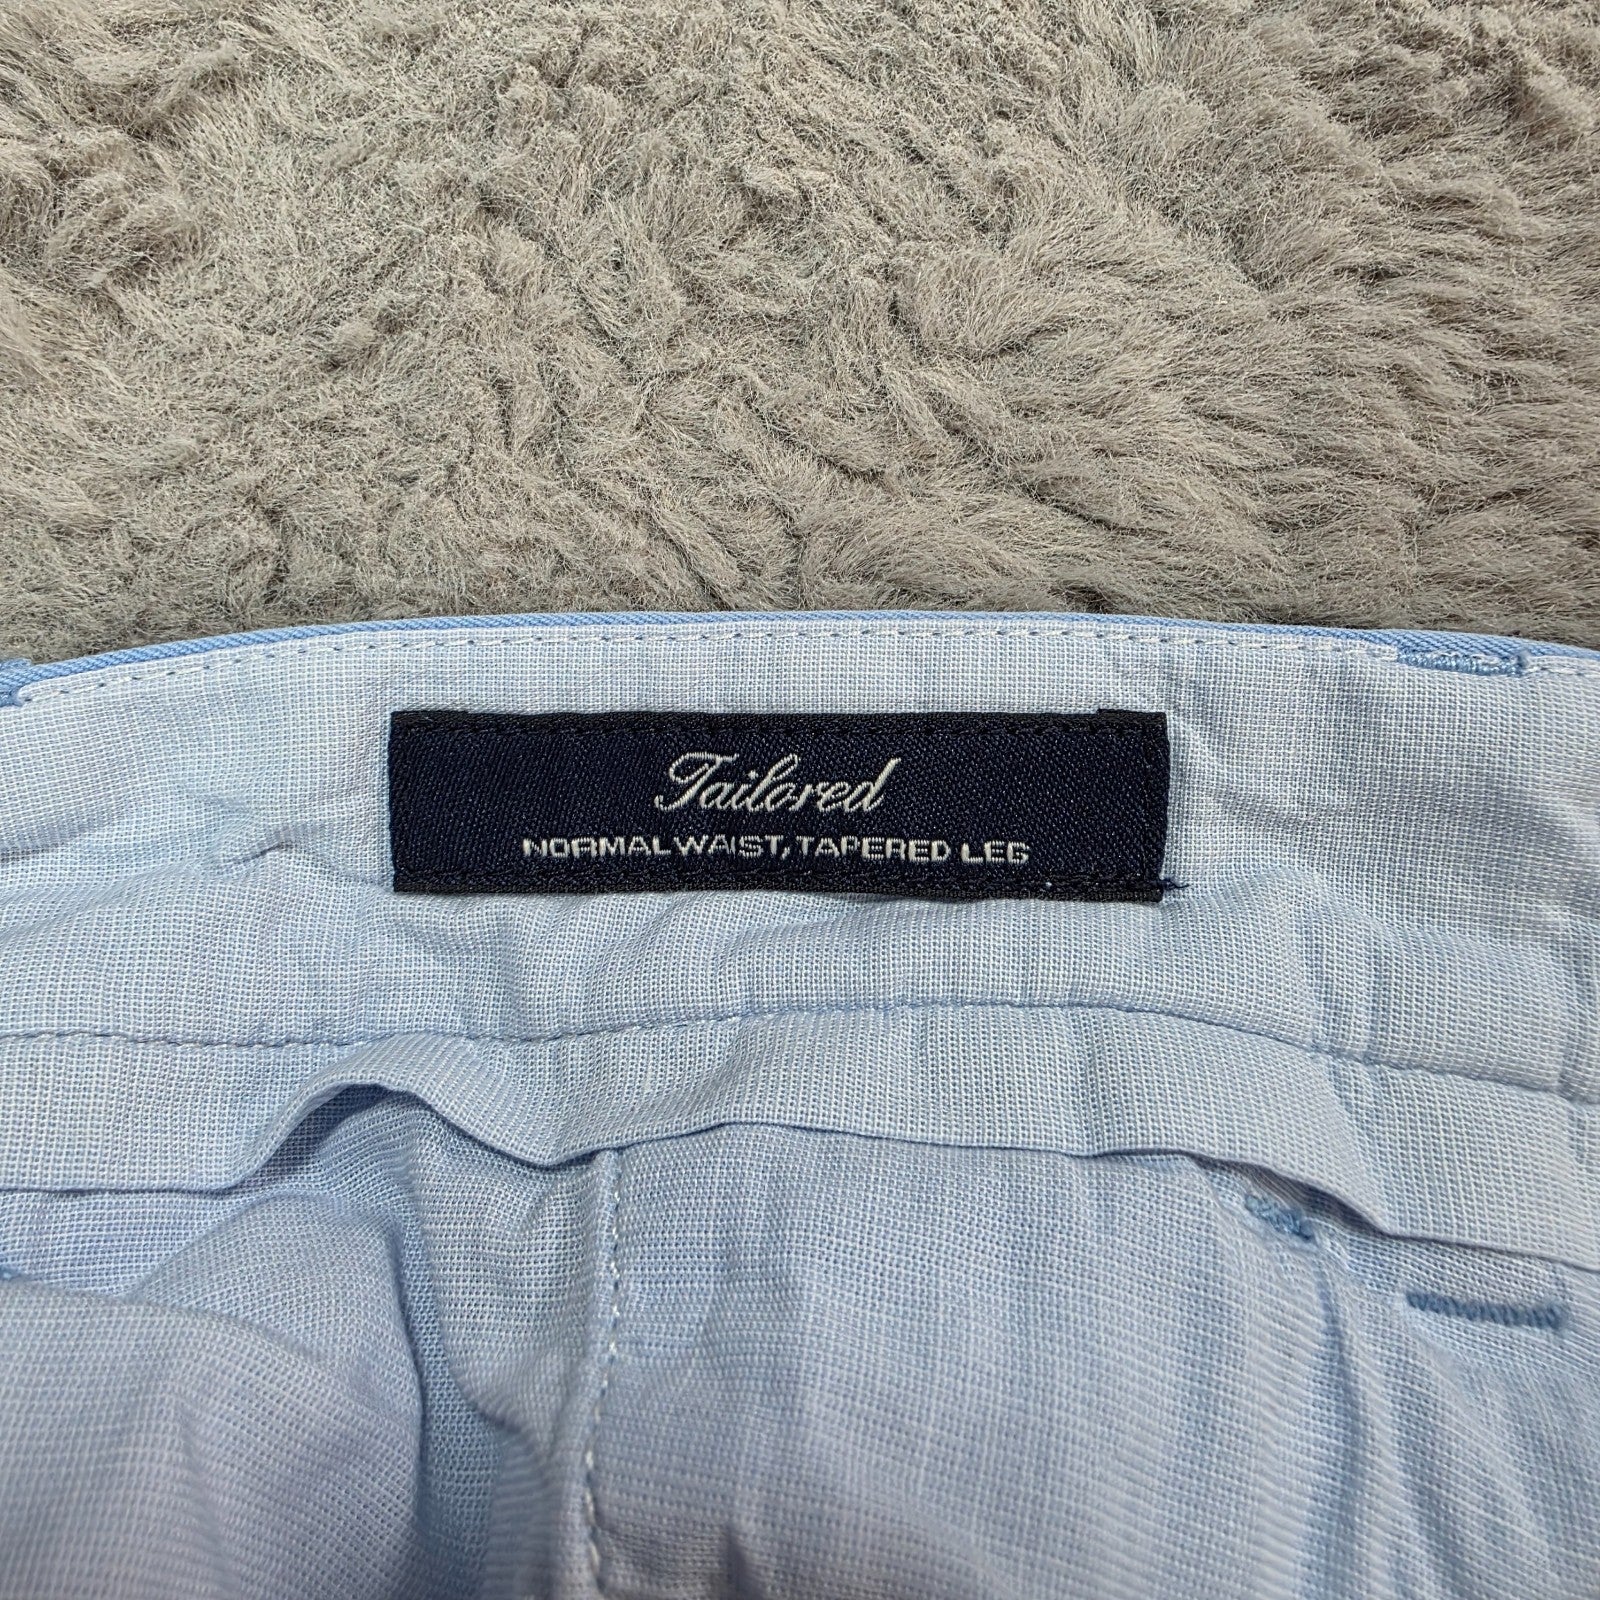 Tailored
NORMAL WAIST, TAPERED LEG